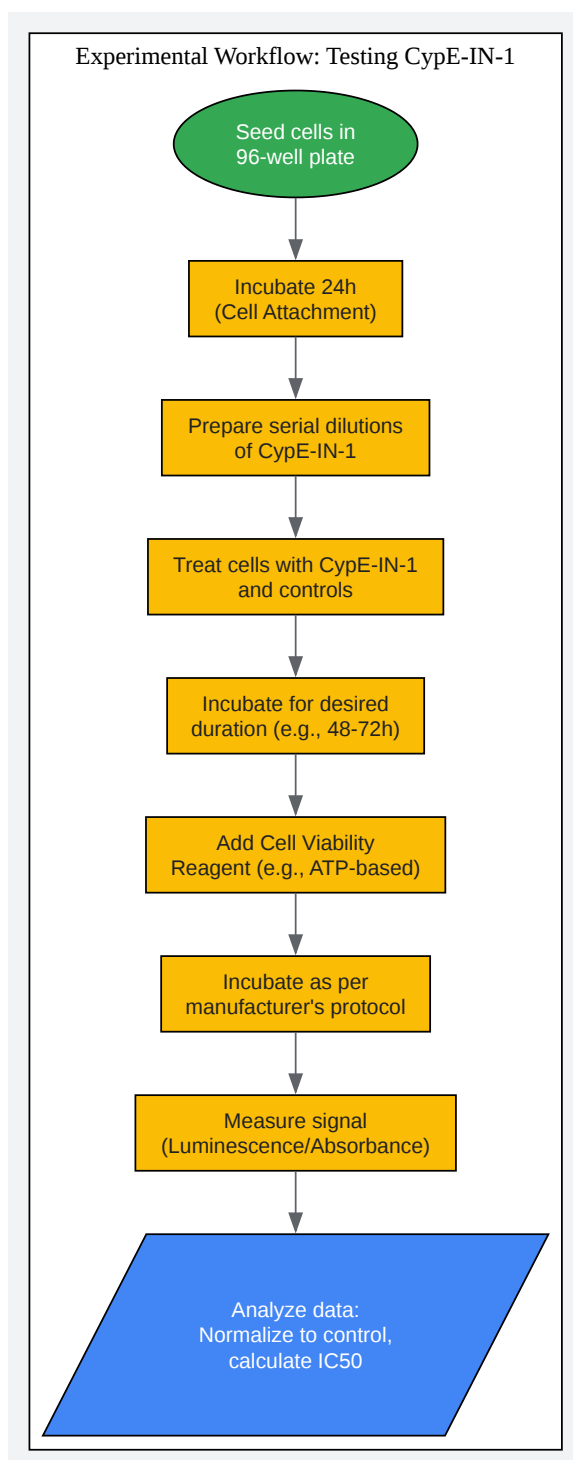 Experimental Workflow: Testing CypE-IN-1
Seed cells in
96-well plate
Incubate 24h
(Cell Attachment)
Prepare serial dilutions
of CypE-IN-1
Treat cells with CypE-IN-1
and controls
Incubate for desired
duration (e.g., 48-72h)
Add Cell Viability
Reagent (e.g., ATP-based)
Incubate as per
manufacturer's protocol
Measure signal
(Luminescence/Absorbance)
Analyze data:
Normalize to control,
calculate IC50